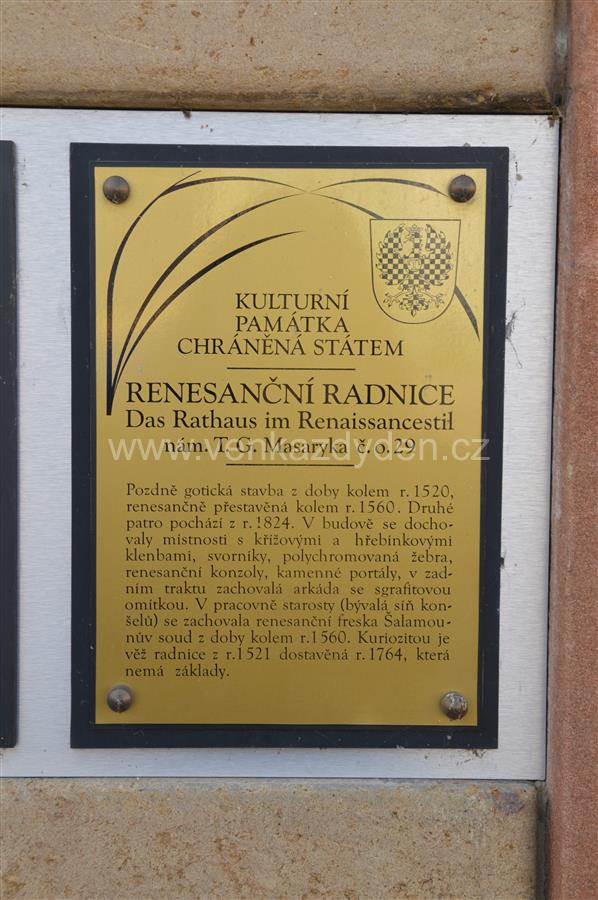 KULTURNÍ
PAMÁTKA
CHRÁNĚNÁ STÁTEM
RENESANČNÍ RADNICE
Das Rathaus im Renaissancestil
nám. T. G. Masaryka č. o. 29
www.venkazdyden.cz
Pozdně gotická stavba z doby kolem r. 1520,
renesančně přestavěná kolem r. 1560. Druhé
patro pochází z r. 1824. V budově se docho-
valy místnosti s křížovými a hřebínkovými
klenbami, svorníky, polychromovaná žebra,
renesanční konzoly, kamenné portály, v zad-
ním traktu zachovalá arkáda se sgrafitovou
omítkou. V pracovně starosty (bývalá síň kon-
šelů) se zachovala renesanční freska Šalamou-
nův soud z doby kolem r. 1560. Kuriozitou je
věž radnice z r. 1521 dostavěná r. 1764, která
nemá základy.